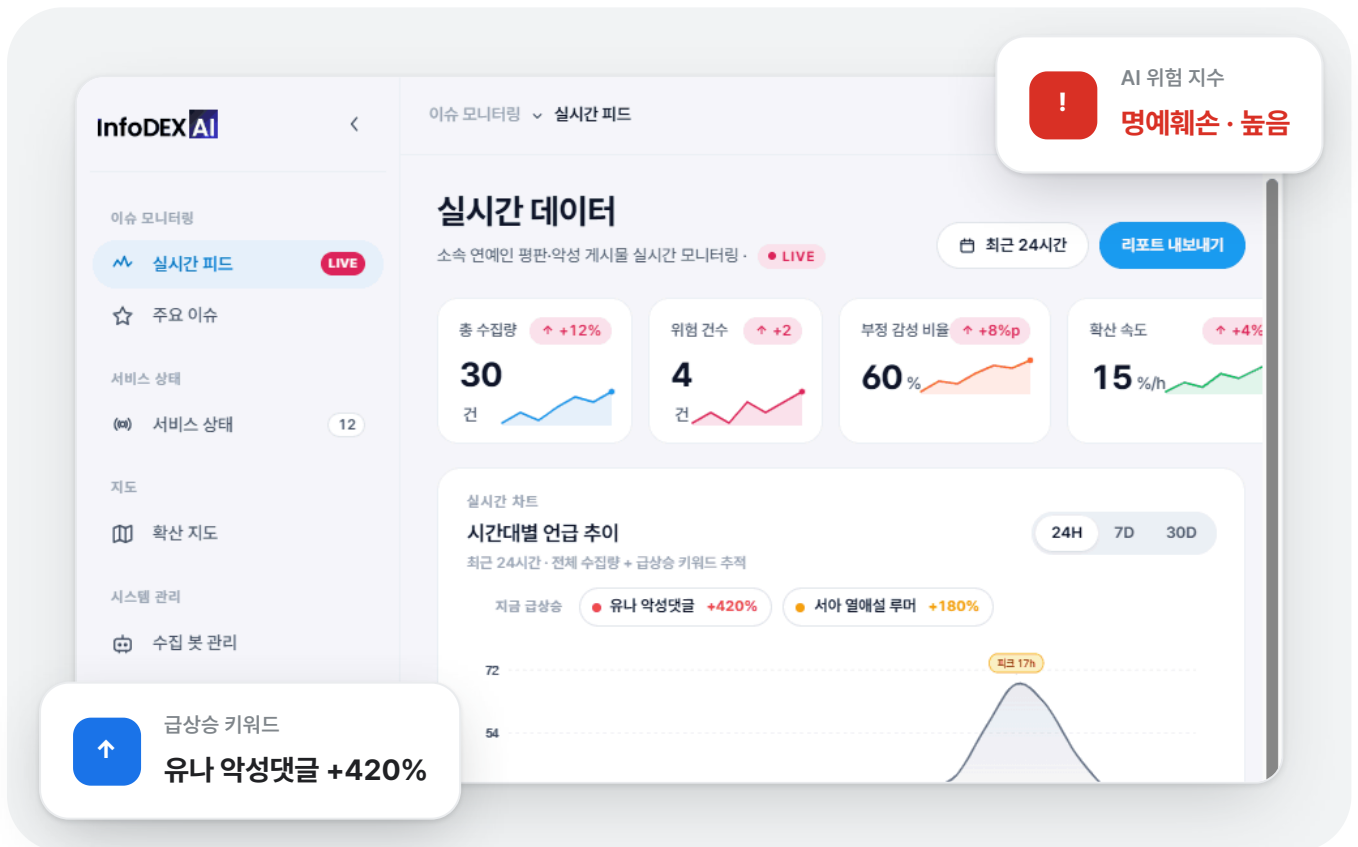 InfoDEX AI
이슈 모니터링
실시간 피드
LIVE
주요 이슈
서비스 상태
서비스 상태
12
지도
확산 지도
시스템 관리
수집 봇 관리
이슈 모니터링 실시간 피드
AI 위험 지수
!
명예훼손 · 높음
실시간 데이터
소속 연예인 평판·악성 게시물 실시간 모니터링 · LIVE
최근 24시간
리포트 내보내기
총 수집량 +12%
30
건
위험 건수 +2
4
건
부정 감성 비율 +8%p
60 %
확산 속도 +4%
15 %/h
실시간 차트
시간대별 언급 추이
최근 24시간 · 전체 수집량 + 급상승 키워드 추적
24H 7D 30D
지금 급상승 유나 악성댓글 +420% 서아 열애설 루머 +180%
피크 17h
72
54
급상승 키워드
유나 악성댓글 +420%